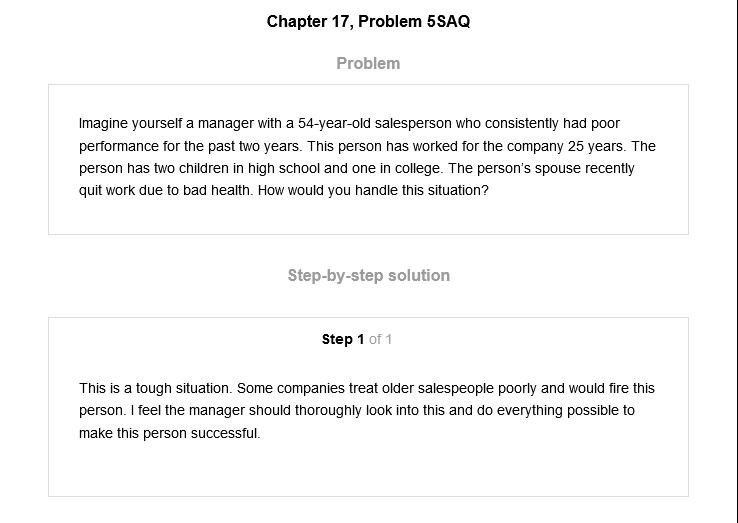 Chapter 17, Problem 5SAQ
Problem
Imagine yourself a manager with a 54-year-old salesperson who consistently had poor
performance for the past two years. This person has worked for the company 25 years. The
person has two children in high school and one in college. The person's spouse recently
quit work due to bad health. How would you handle this situation?
Step-by-step solution
Step 1 of 1
This is a tough situation. Some companies treat older salespeople poorly and would fire this
person. I feel the manager should thoroughly look into this and do everything possible to
make this person successful.